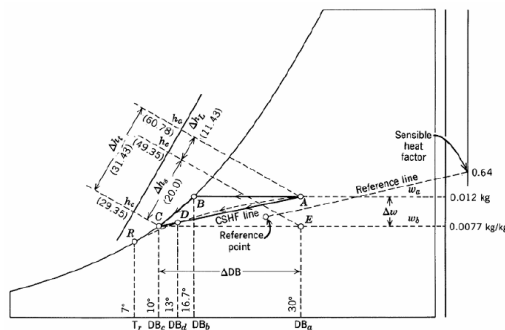 h_a
(60.78)
Δh_L
(11.43)
Δh_t
(31.43)
h_e
(49.35)
Δh_s
(20.0)
h_c
(29.35)
Sensible
heat
factor
0.64
Reference line
w_a
0.012 kg
B
A
Δw
C
D
CSHF line
E
w_b
0.0077 kg/kg
Reference
point
R
ΔDB
7°
10°
13°
16.7°
30°
T_r
DB_c
DB_d
DB_b
DB_a